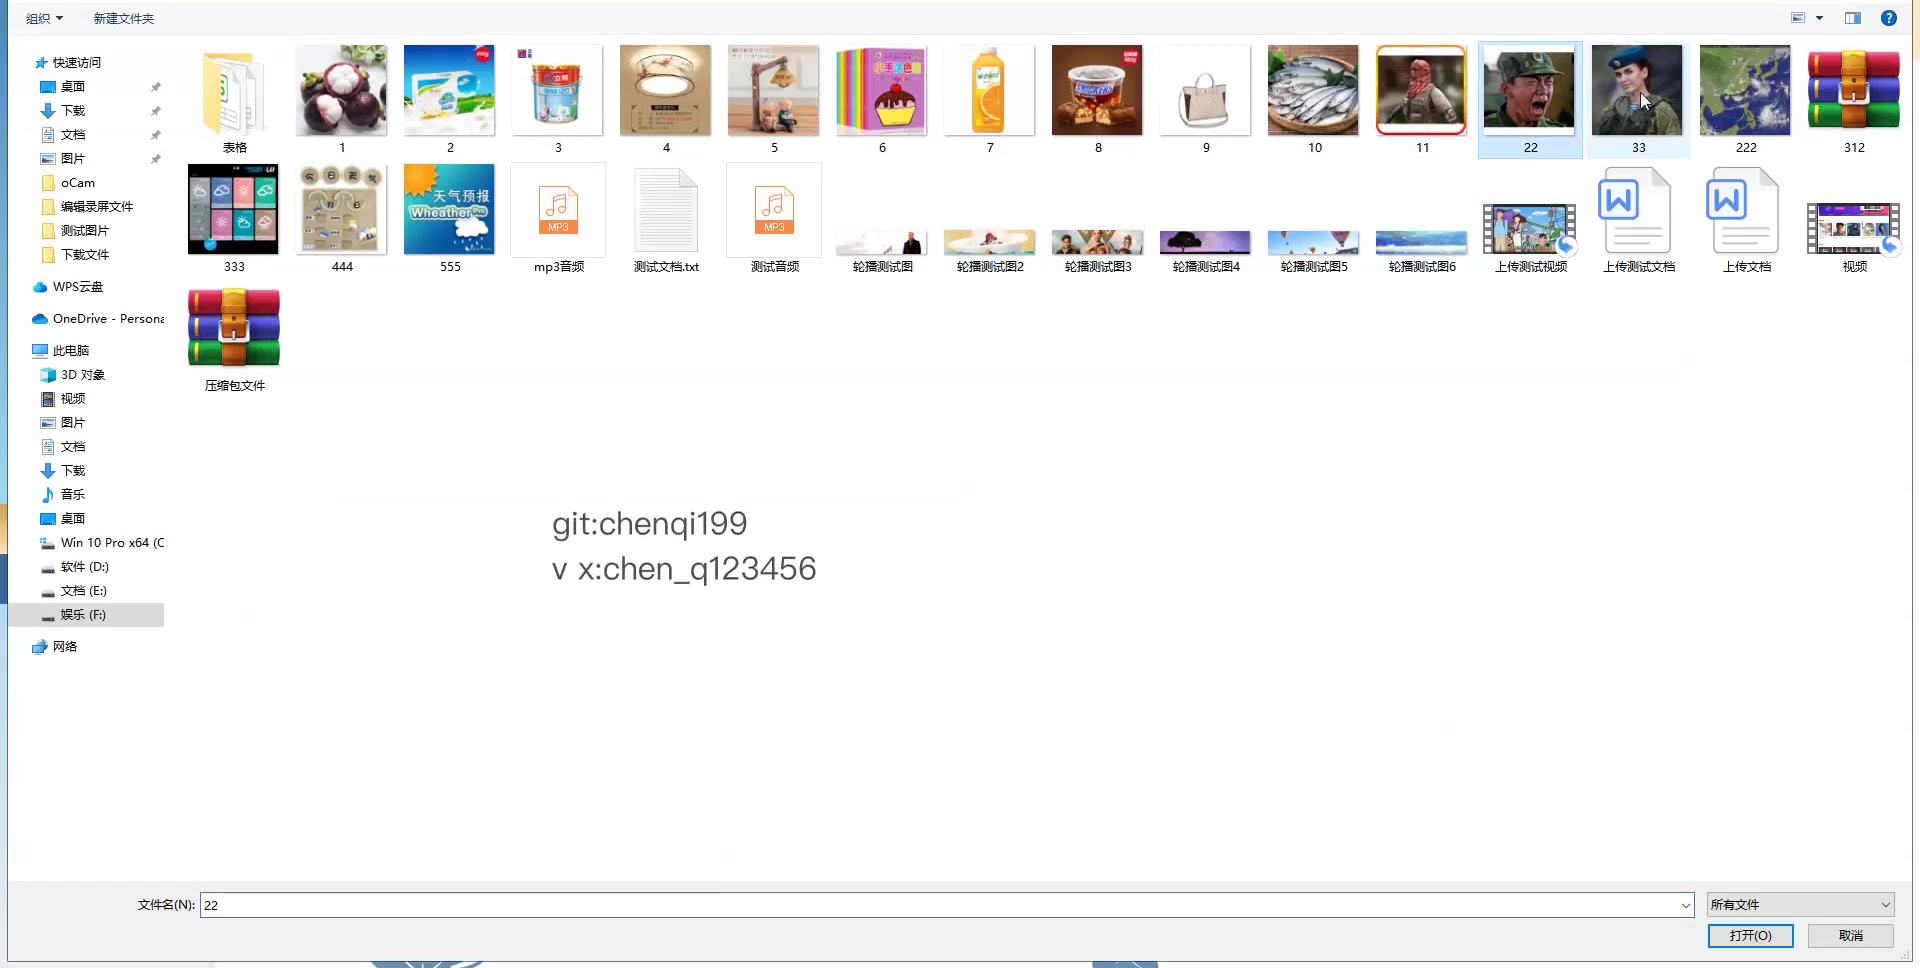 组织 新建文件夹
快速访问
桌面
下载
文档
图片
oCam
编辑录屏文件
测试图片
下载文件
WPS云盘
OneDrive - Persona
此电脑
3D 对象
视频
图片
文档
下载
音乐
桌面
Win 10 Pro x64 (C
软件 (D:)
文档 (E:)
娱乐 (F:)
网络
表格 1 2 3 4 5 6 7 8 9 10 11 22 33 222 312
今日天气
天气预报
Wheather
MP3
MP3
333 444 555 mp3音频 测试文档.txt 测试音频 轮播测试图 轮播测试图2 轮播测试图3 轮播测试图4 轮播测试图5 轮播测试图6 上传测试视频 上传测试文档 上传文档 视频
压缩包文件
git:chenqi199
v x:chen_q123456
文件名(N): 22 所有文件
打开(O) 取消